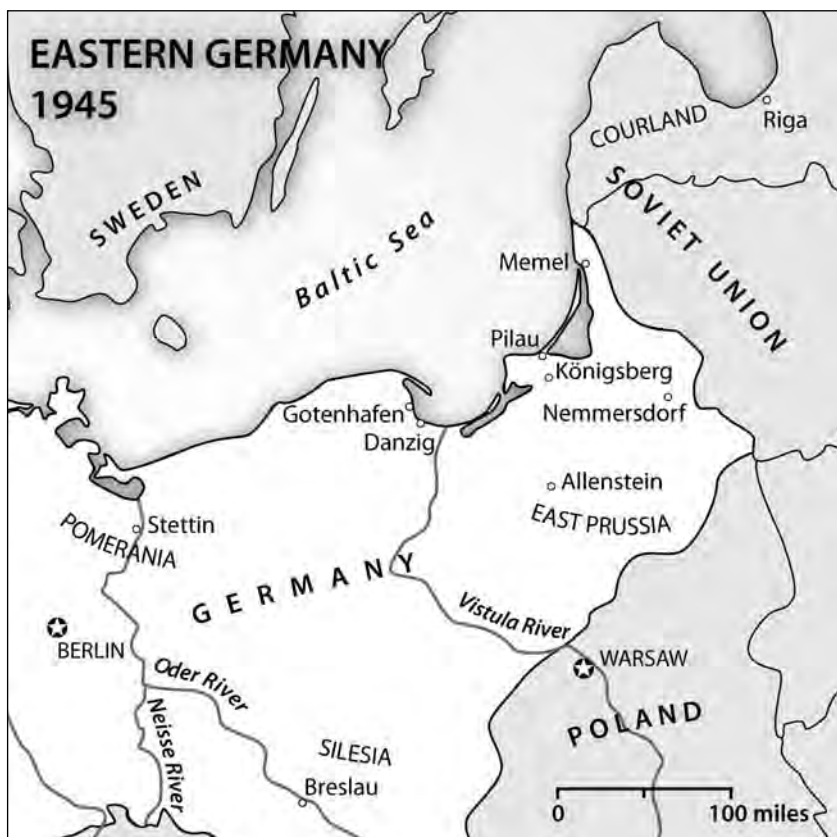 EASTERN GERMANY
1945
COURLAND
Riga
SWEDEN
SOVIET UNION
Baltic Sea
Memel
Pilau
Königsberg
Nemmersdorf
Gotenhafen
Danzig
Allenstein
EAST PRUSSIA
Stettin
POMERANIA
GERMANY
Vistula River
BERLIN
WARSAW
Oder River
Neisse River
POLAND
SILESIA
Breslau
0 100 miles